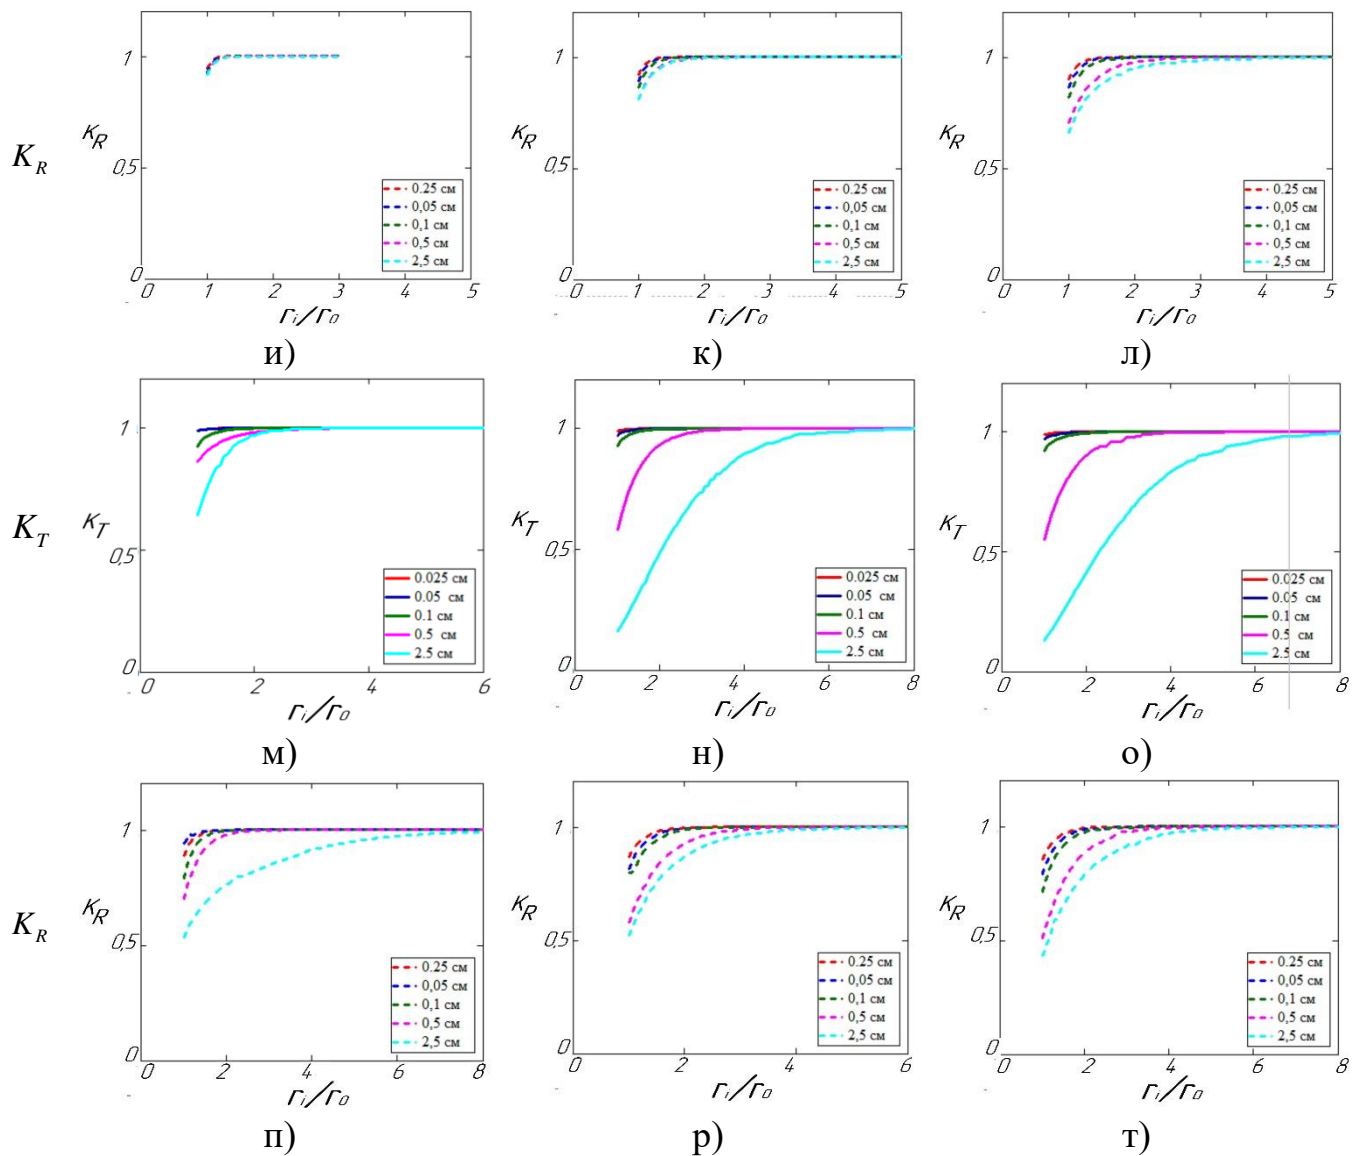 K_R
K_R
1
0,5
0
0 1 2 3 4 5
r_i/r_0
0.25 см
0,05 см
0,1 см
0,5 см
2,5 см
и)
K_R
1
0,5
0
0 1 2 3 4 5
r_i/r_0
0.25 см
0,05 см
0,1 см
0,5 см
2,5 см
к)
K_R
1
0,5
0
0 1 2 3 4 5
r_i/r_0
0.25 см
0,05 см
0,1 см
0,5 см
2,5 см
л)
K_T
K_T
1
0,5
0
0 2 4 6
r_i/r_0
0.025 см
0.05 см
0.1 см
0.5 см
2.5 см
м)
K_T
1
0,5
0
0 2 4 6 8
r_i/r_0
0.025 см
0.05 см
0.1 см
0.5 см
2.5 см
н)
K_T
1
0,5
0
0 2 4 6 8
r_i/r_0
0.025 см
0.05 см
0.1 см
0.5 см
2.5 см
о)
K_R
K_R
1
0,5
0
0 2 4 6 8
r_i/r_0
0.25 см
0,05 см
0,1 см
0,5 см
2,5 см
п)
K_R
1
0,5
0
0 2 4 6
r_i/r_0
0.25 см
0,05 см
0,1 см
0,5 см
2,5 см
р)
K_R
1
0,5
0
0 2 4 6 8
r_i/r_0
0.25 см
0,05 см
0,1 см
0,5 см
2,5 см
т)